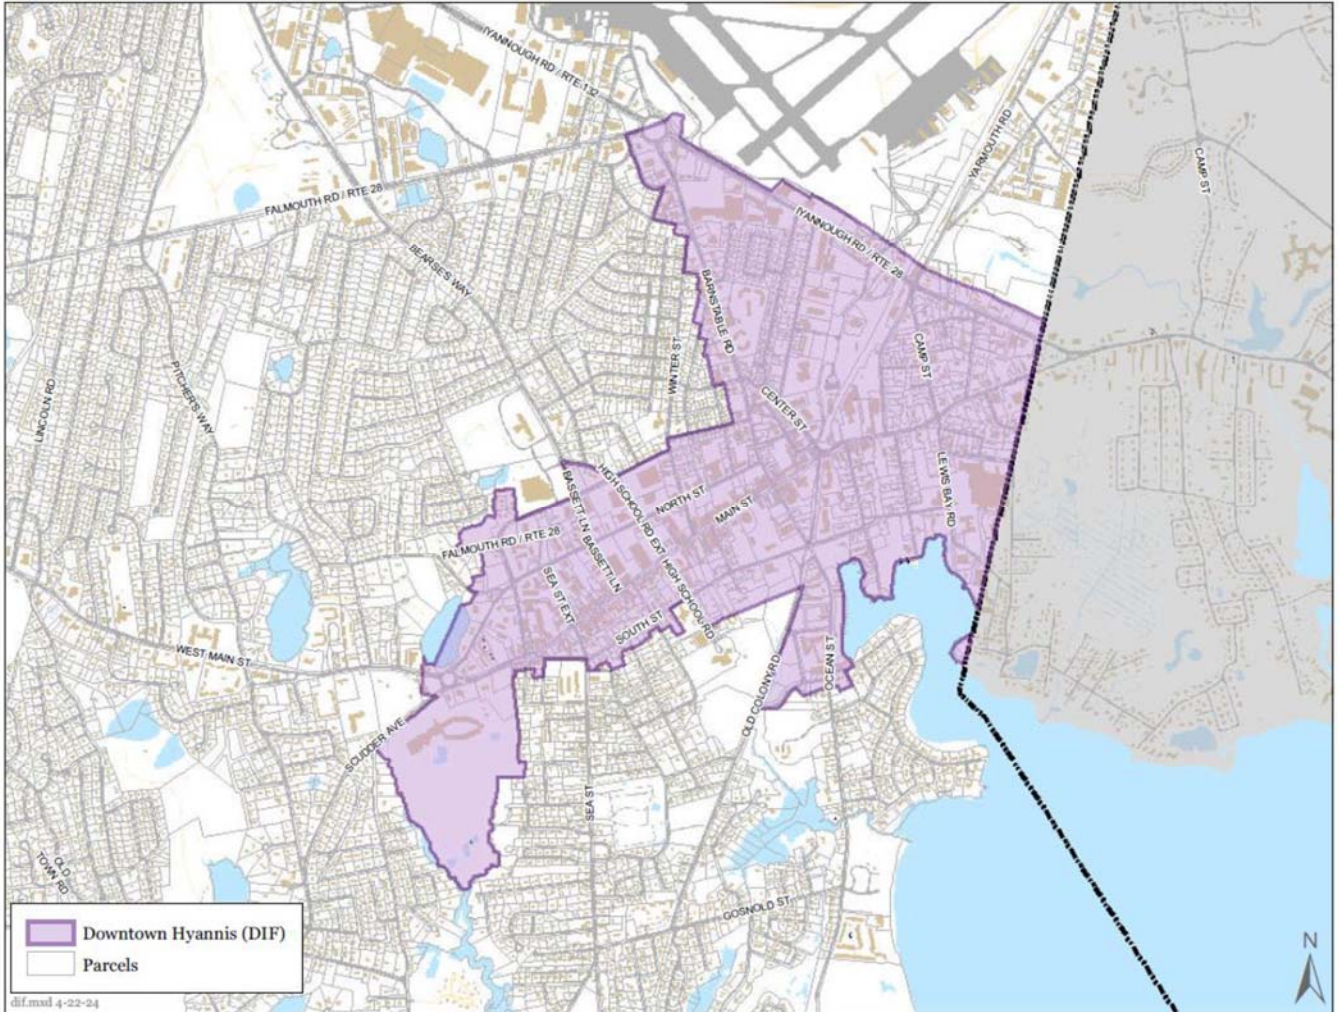 IYANNOUGH RD / RTE 132
YARMOUTH RD
CAMP ST
FALMOUTH RD / RTE 28
IYANNOUGH RD / RTE 28
BEARSE'S WAY
BARNSTABLE RD
WINTER ST
CAMP ST
PITCHER'S WAY
LINCOLN RD
CENTER ST
LEWIS BAY RD
HIGH SCHOOL RD EXT
NORTH ST
MAIN ST
BASSETT LN
BASSETT LN
FALMOUTH RD / RTE 28
SEA ST EXT
HIGH SCHOOL RD
SOUTH ST
WEST MAIN ST
OCEAN ST
OLD COLONY RD
SCUDDER AVE
SEA ST
OLD
TOWN RD
GOSNOLD ST
Downtown Hyannis (DIF)
Parcels
N
dif.mxd 4-22-24